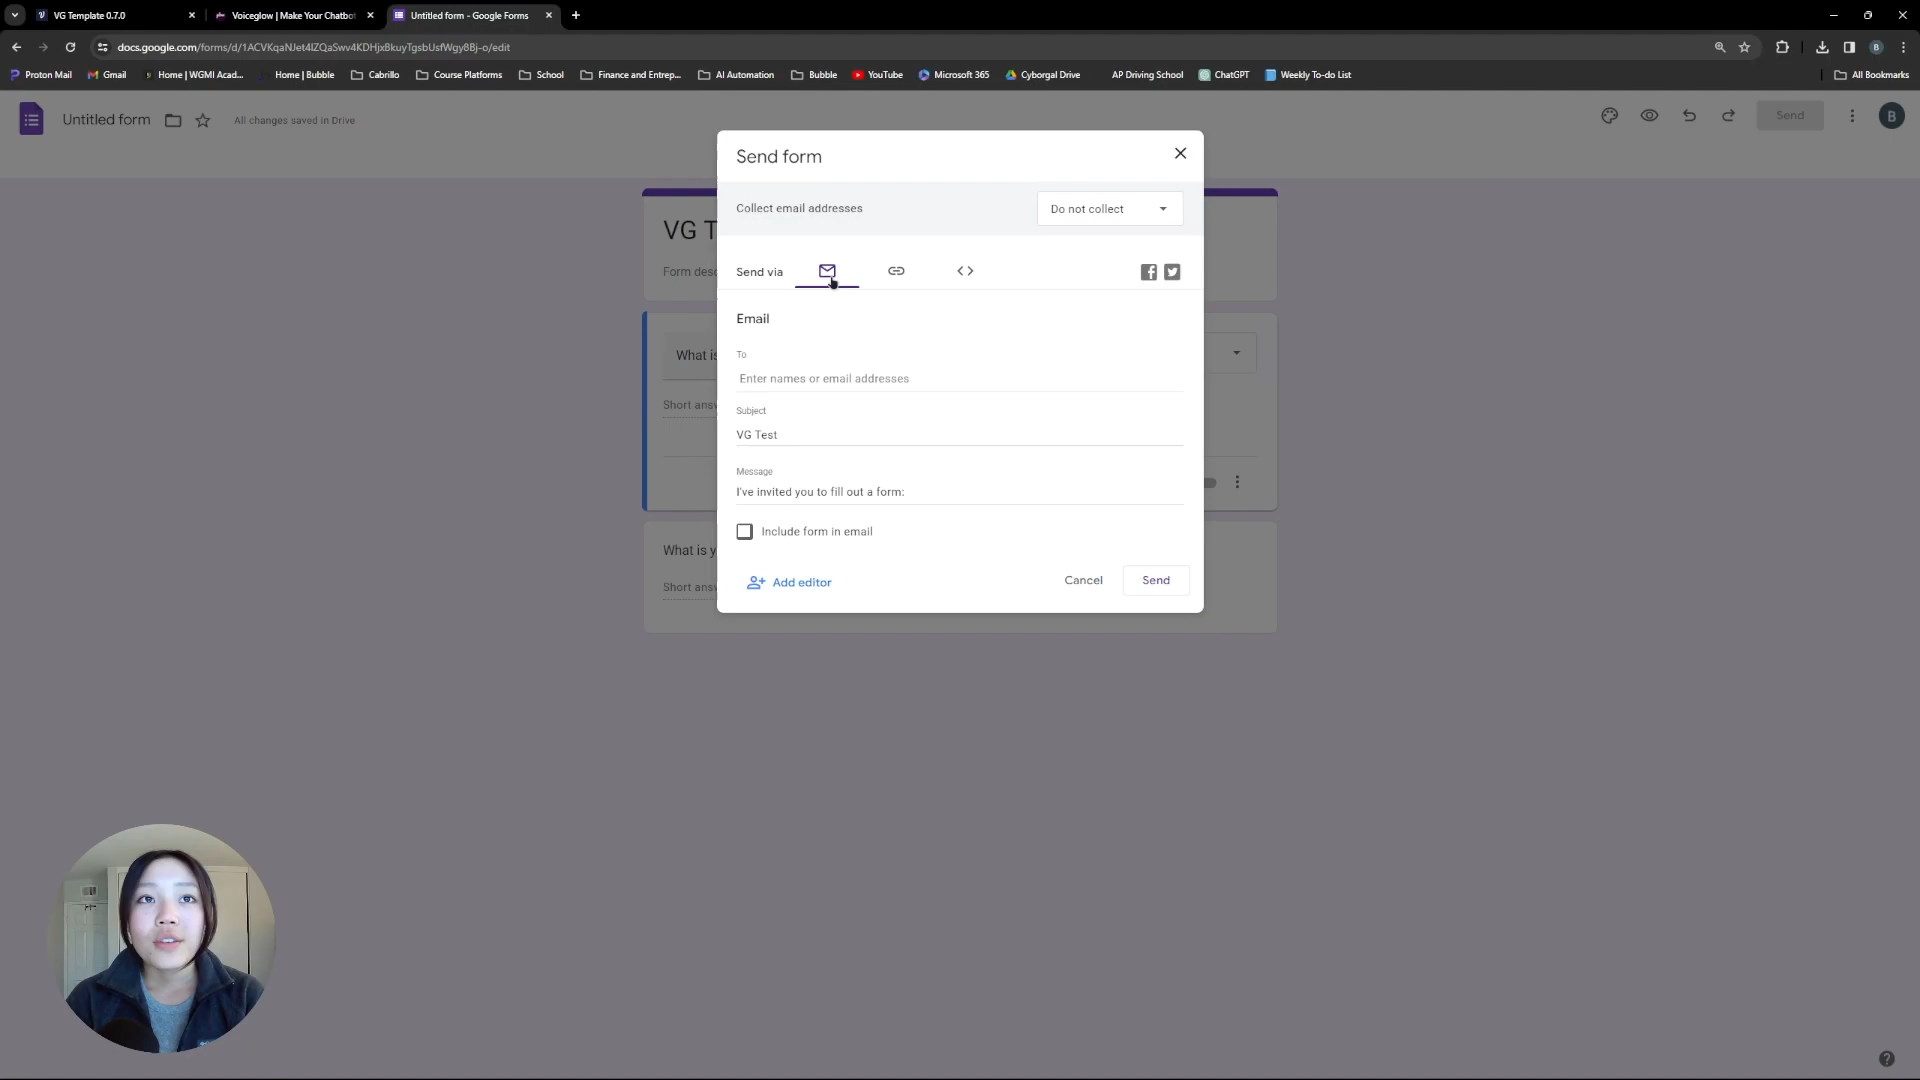 VG Template 0.7.0
Voiceglow | Make Your Chatbot
Untitled form - Google Forms
docs.google.com/forms/d/1ACVKqaNJet4IZQaSwv4KDHjxBkuyTgsbUsfWgy8Bj-o/edit
Proton Mail
Gmail
Home | WGMI Acad...
Home | Bubble
Cabrillo
Course Platforms
School
Finance and Entrep...
AI Automation
Bubble
YouTube
Microsoft 365
Cyborgal Drive
AP Driving School
ChatGPT
Weekly To-do List
All Bookmarks
Untitled form
All changes saved in Drive
Send
B
VG T
Form desc
What is
Short answ
What is y
Short answ
Send form
Collect email addresses
Do not collect
Send via
Email
To
Enter names or email addresses
Subject
VG Test
Message
I've invited you to fill out a form:
Include form in email
Add editor
Cancel
Send